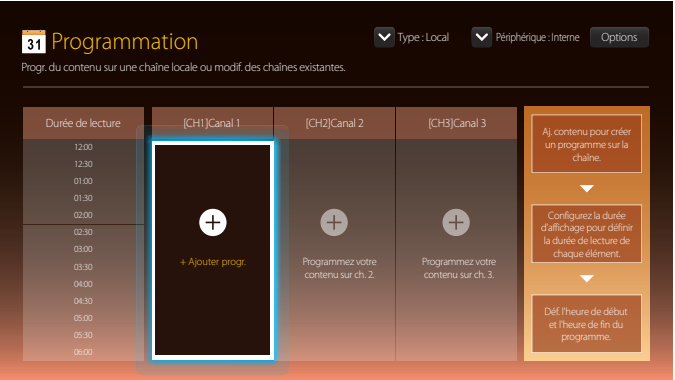 31 Programmation
Type : Local
Périphérique : Interne
Options
Progr. du contenu sur une chaîne locale ou modif. des chaînes existantes.
Durée de lecture
[CH1]Canal 1
[CH2]Canal 2
[CH3]Canal 3
12:00
12:30
01:00
01:30
02:00
02:30
03:00
03:30
04:00
04:30
05:00
05:30
06:00
+ Ajouter progr.
Programmez votre
contenu sur ch. 2.
Programmez votre
contenu sur ch. 3.
Aj. contenu pour créer
un programme sur la
chaîne.
Configurez la durée
d'affichage pour définir
la durée de lecture de
chaque élément.
Déf. l'heure de début
et l'heure de fin du
programme.